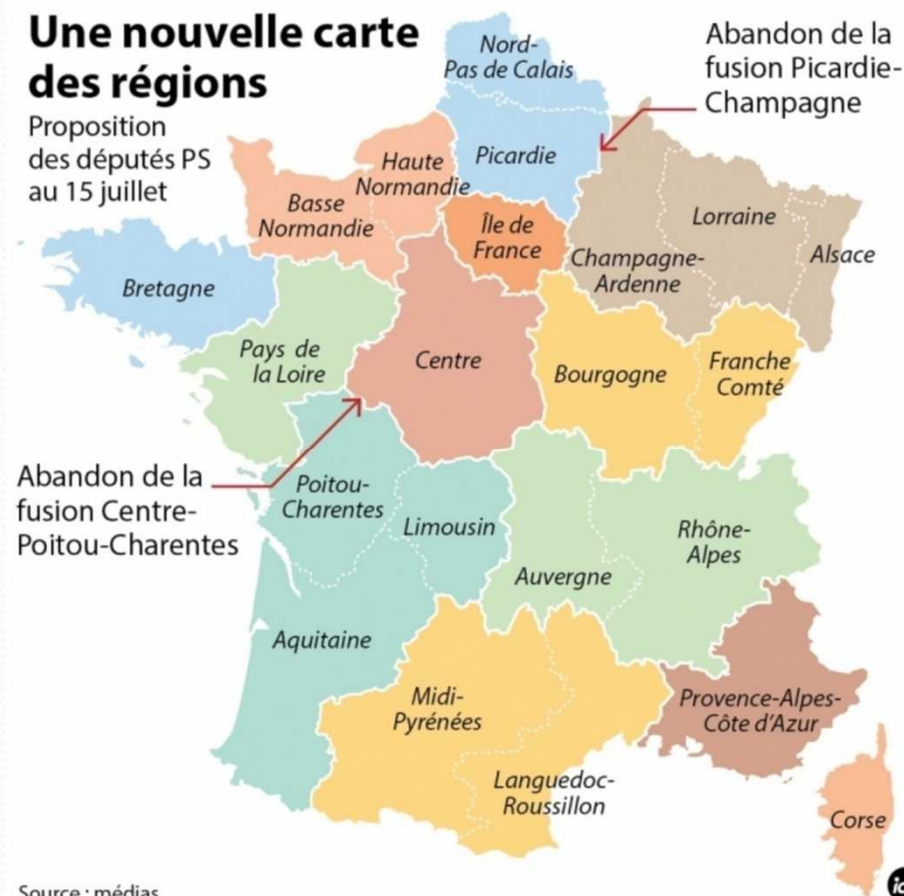 Une nouvelle carte
des régions
Proposition
des députés PS
au 15 juillet
Abandon de la
fusion Picardie-
Champagne
Nord-
Pas de Calais
Picardie
Haute
Normandie
Basse
Normandie
Île de
France
Champagne-
Ardenne
Lorraine
Alsace
Bretagne
Pays de
la Loire
Centre
Bourgogne
Franche
Comté
Abandon de la
fusion Centre-
Poitou-Charentes
Poitou-
Charentes
Limousin
Auvergne
Rhône-
Alpes
Aquitaine
Midi-
Pyrénées
Languedoc-
Roussillon
Provence-Alpes-
Côte d'Azur
Corse
Source : médias